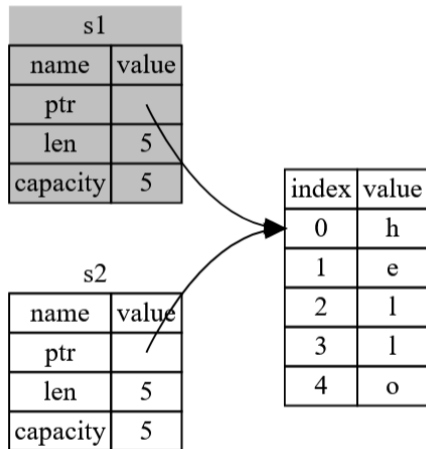 s1
name value
ptr
len 5
capacity 5
s2
name value
ptr
len 5
capacity 5
index value
0 h
1 e
2 l
3 l
4 o